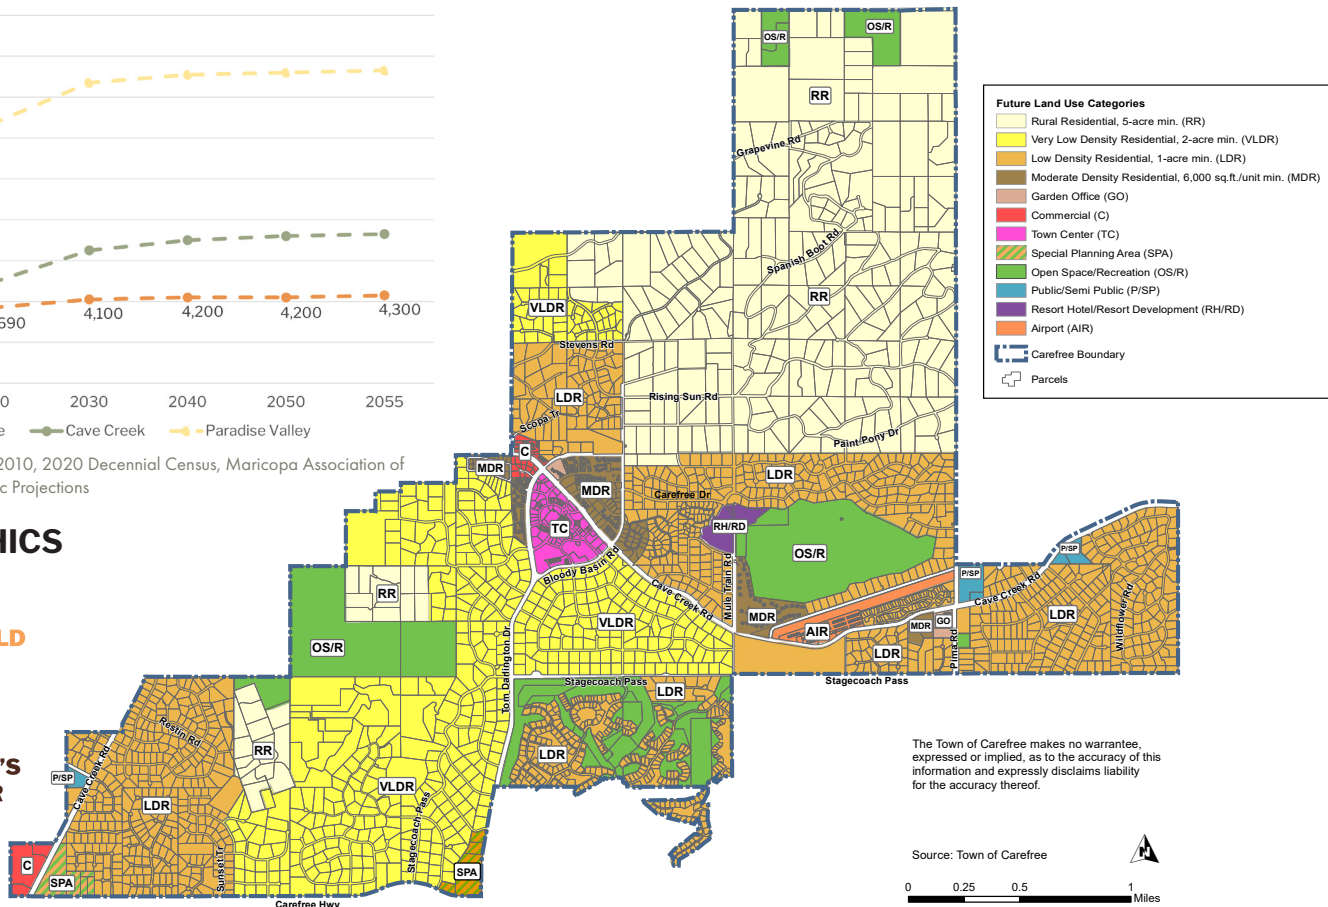 690
4,100
4,200
4,200
4,300
0
2030
2040
2050
2055
e
Cave Creek
Paradise Valley
2010, 2020 Decennial Census, Maricopa Association of
c Projections
HICS
LD
'S
R
OS/R
OS/R
RR
Grapevine Rd
Spanish Boot Rd
RR
VLDR
Stevens Rd
LDR
Rising Sun Rd
Scopa Tr
Paint Pony Dr
C
MDR
MDR
LDR
Carefree Dr
TC
RH/RD
OS/R
Bloody Basin Rd
Mule Train Rd
Cave Creek Rd
P/SP
P/SP
Cave Creek Rd
RR
VLDR
MDR
AIR
MDR
GO
LDR
Wildflower Rd
OS/R
Tom Darlington Dr
LDR
Pima Rd
Stagecoach Pass
LDR
Stagecoach Pass
Restin Rd
RR
LDR
P/SP
Cave Creek Rd
LDR
VLDR
Stagecoach Pass
Sunset Tr
C
SPA
SPA
Carefree Hwy
Future Land Use Categories
Rural Residential, 5-acre min. (RR)
Very Low Density Residential, 2-acre min. (VLDR)
Low Density Residential, 1-acre min. (LDR)
Moderate Density Residential, 6,000 sq.ft./unit min. (MDR)
Garden Office (GO)
Commercial (C)
Town Center (TC)
Special Planning Area (SPA)
Open Space/Recreation (OS/R)
Public/Semi Public (P/SP)
Resort Hotel/Resort Development (RH/RD)
Airport (AIR)
Carefree Boundary
Parcels
The Town of Carefree makes no warrantee,
expressed or implied, as to the accuracy of this
information and expressly disclaims liability
for the accuracy thereof.
Source: Town of Carefree
N
0 0.25 0.5 1
Miles